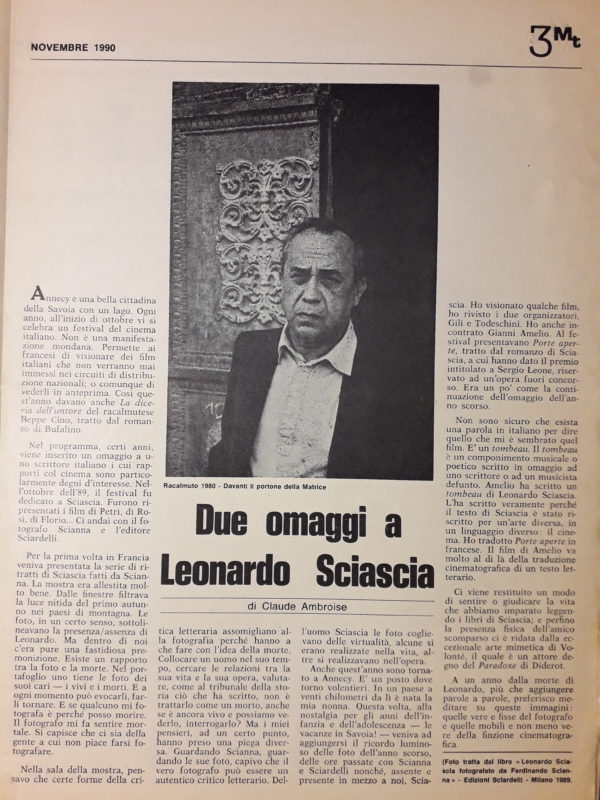 NOVEMBRE 1990
3Mt
Racalmuto 1980 - Davanti il portone della Matrice
Due omaggi a
Leonardo Sciascia
di Claude Ambroise
Annecy e una bella cittadina
della Savoia con un lago. Ogni
anno, all'inizio di ottobre vi si
celebra un festival del cinema
italiano. Non è una manifesta-
zione mondana. Permette ai
francesi di visionare dei film
italiani che non verranno mai
immessi nei circuiti di distribu-
zione nazionali; o comunque di
vederli in anteprima. Così que-
st'anno davano anche La dice-
ria dell'untore del racalmutese
Beppe Cino, tratto dal roman-
zo di Bufalino.
Nel programma, certi anni,
viene inserito un omaggio a u-
no scrittore italiano i cui rap-
porti col cinema sono partico-
larmente degni d'interesse. Nel-
l'ottobre dell'89, il festival fu
dedicato a Sciascia. Furono ri-
presentati i film di Petri, di Ro-
si, di Florio... Ci andai con il fo-
tografo Scianna e l'editore
Sciardelli.
Per la prima volta in Francia
veniva presentata la serie di ri-
tratti di Sciascia fatti da Scian-
na. La mostra era allestita mol-
to bene. Dalle finestre filtrava
la luce nitida del primo autun-
no nei paesi di montagna. Le
foto, in un certo senso, sottoli-
neavano la presenza/assenza di
Leonardo. Ma dentro di noi
c'era pure una fastidiosa pre-
monizione. Esiste un rapporto
tra la foto e la morte. Nel por-
tafoglio uno tiene le foto dei
suoi cari — i vivi e i morti. E a
ogni momento può evocarli, far-
li tornare. E se qualcuno mi fo-
tografa è perché posso morire.
Il fotografo mi fa sentire mor-
tale. Si capisce che ci sia della
gente a cui non piace farsi fo-
tografare.
Nella sala della mostra, pen-
savo che certe forme della cri-
tica letteraria assomigliano al-
la fotografia perché hanno a
che fare con l'idea della morte.
Collocare un uomo nel suo tem-
po, cercare le relazioni tra la
sua vita e la sua opera, valuta-
re, come al tribunale della sto-
ria ciò che ha scritto, non è
trattarlo come un morto, anche
se è ancora vivo e possiamo ve-
derlo, interrogarlo? Ma i miei
pensieri, ad un certo punto,
hanno preso una piega diver-
sa. Guardando Scianna, guar-
dando le sue foto, capivo che il
vero fotografo può essere un
autentico critico letterario. Del-
l'uomo Sciascia le foto coglie-
vano delle virtualità, alcune si
erano realizzate nella vita, al-
tre si realizzavano nell'opera.
Anche quest'anno sono torna-
to a Annecy. E' un posto dove
torno volentieri. In un paese a
venti chilometri da lì è nata la
mia nonna. Questa volta, alla
nostalgia per gli anni dell'in-
fanzia e dell'adolescenza — le
vacanze in Savoia! — veniva ad
aggiungersi il ricordo lumino-
so delle foto dell'anno scorso,
delle ore passate con Scianna
e Sciardelli nonché, assente e
presente in mezzo a noi, Scia-
scia. Ho visionato qualche film,
ho rivisto i due organizzatori,
Gili e Todeschini. Ho anche in-
contrato Gianni Amelio. Al fe-
stival presentavano Porte aper-
te, tratto dal romanzo di Scia-
scia, a cui hanno dato il premio
intitolato a Sergio Leone, riser-
vato ad un'opera fuori concor-
so. Era un po' come la conti-
nuazione dell'omaggio dell'an-
no scorso.
Non sono sicuro che esista
una parola in italiano per dire
quello che mi è sembrato quel
film. E' un tombeau. Il tombeau
è un componimento musicale o
poetico scritto in omaggio ad
uno scrittore o ad un musicista
defunto. Amelio ha scritto un
tombeau di Leonardo Sciascia.
L'ha scritto veramente perché
il testo di Sciascia è stato ri-
scritto per un'arte diversa, in
un linguaggio diverso: il cine-
ma. Ho tradotto Porte aperte in
francese. Il film di Amelio va
molto al di là della traduzione
cinematografica di un testo let-
terario.
Ci viene restituito un modo
di sentire o giudicare la vita
che abbiamo imparato leggen-
do i libri di Sciascia; e perfino
la presenza fisica dell'amico
scomparso ci è ridata dalla ec-
cezionale arte mimetica di Vo-
lonté, il quale è un attore de-
gno del Paradoxe di Diderot.
A un anno dalla morte di
Leonardo, più che aggiungere
parole a parole, preferisco me-
ditare su queste immagini:
quelle vere e fisse del fotografo
e quelle mobili e non meno ve-
re della finzione cinematogra-
fica.
(Foto tratta dal libro «Leonardo Scia-
scia fotografato da Ferdinando Scian-
na» - Edizioni Sciardelli - Milano 1989.